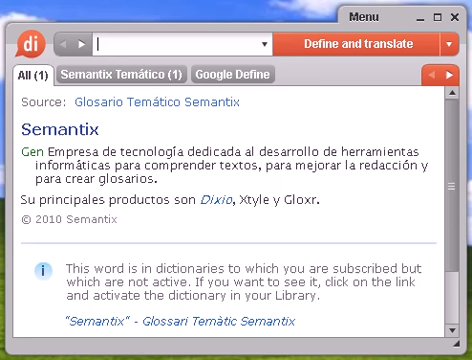 Menu
di
Define and translate
All (1)
Semantix Temático (1)
Google Define
Source: Glosario Temático Semantix
Semantix
Gen Empresa de tecnología dedicada al desarrollo de herramientas
informáticas para comprender textos, para mejorar la redacción y
para crear glosarios.
Su principales productos son Dixio, Xtyle y Gloxr.
© 2010 Semantix
i
This word is in dictionaries to which you are subscribed but
which are not active. If you want to see it, click on the link
and activate the dictionary in your Library.
"Semantix" - Glossari Temàtic Semantix